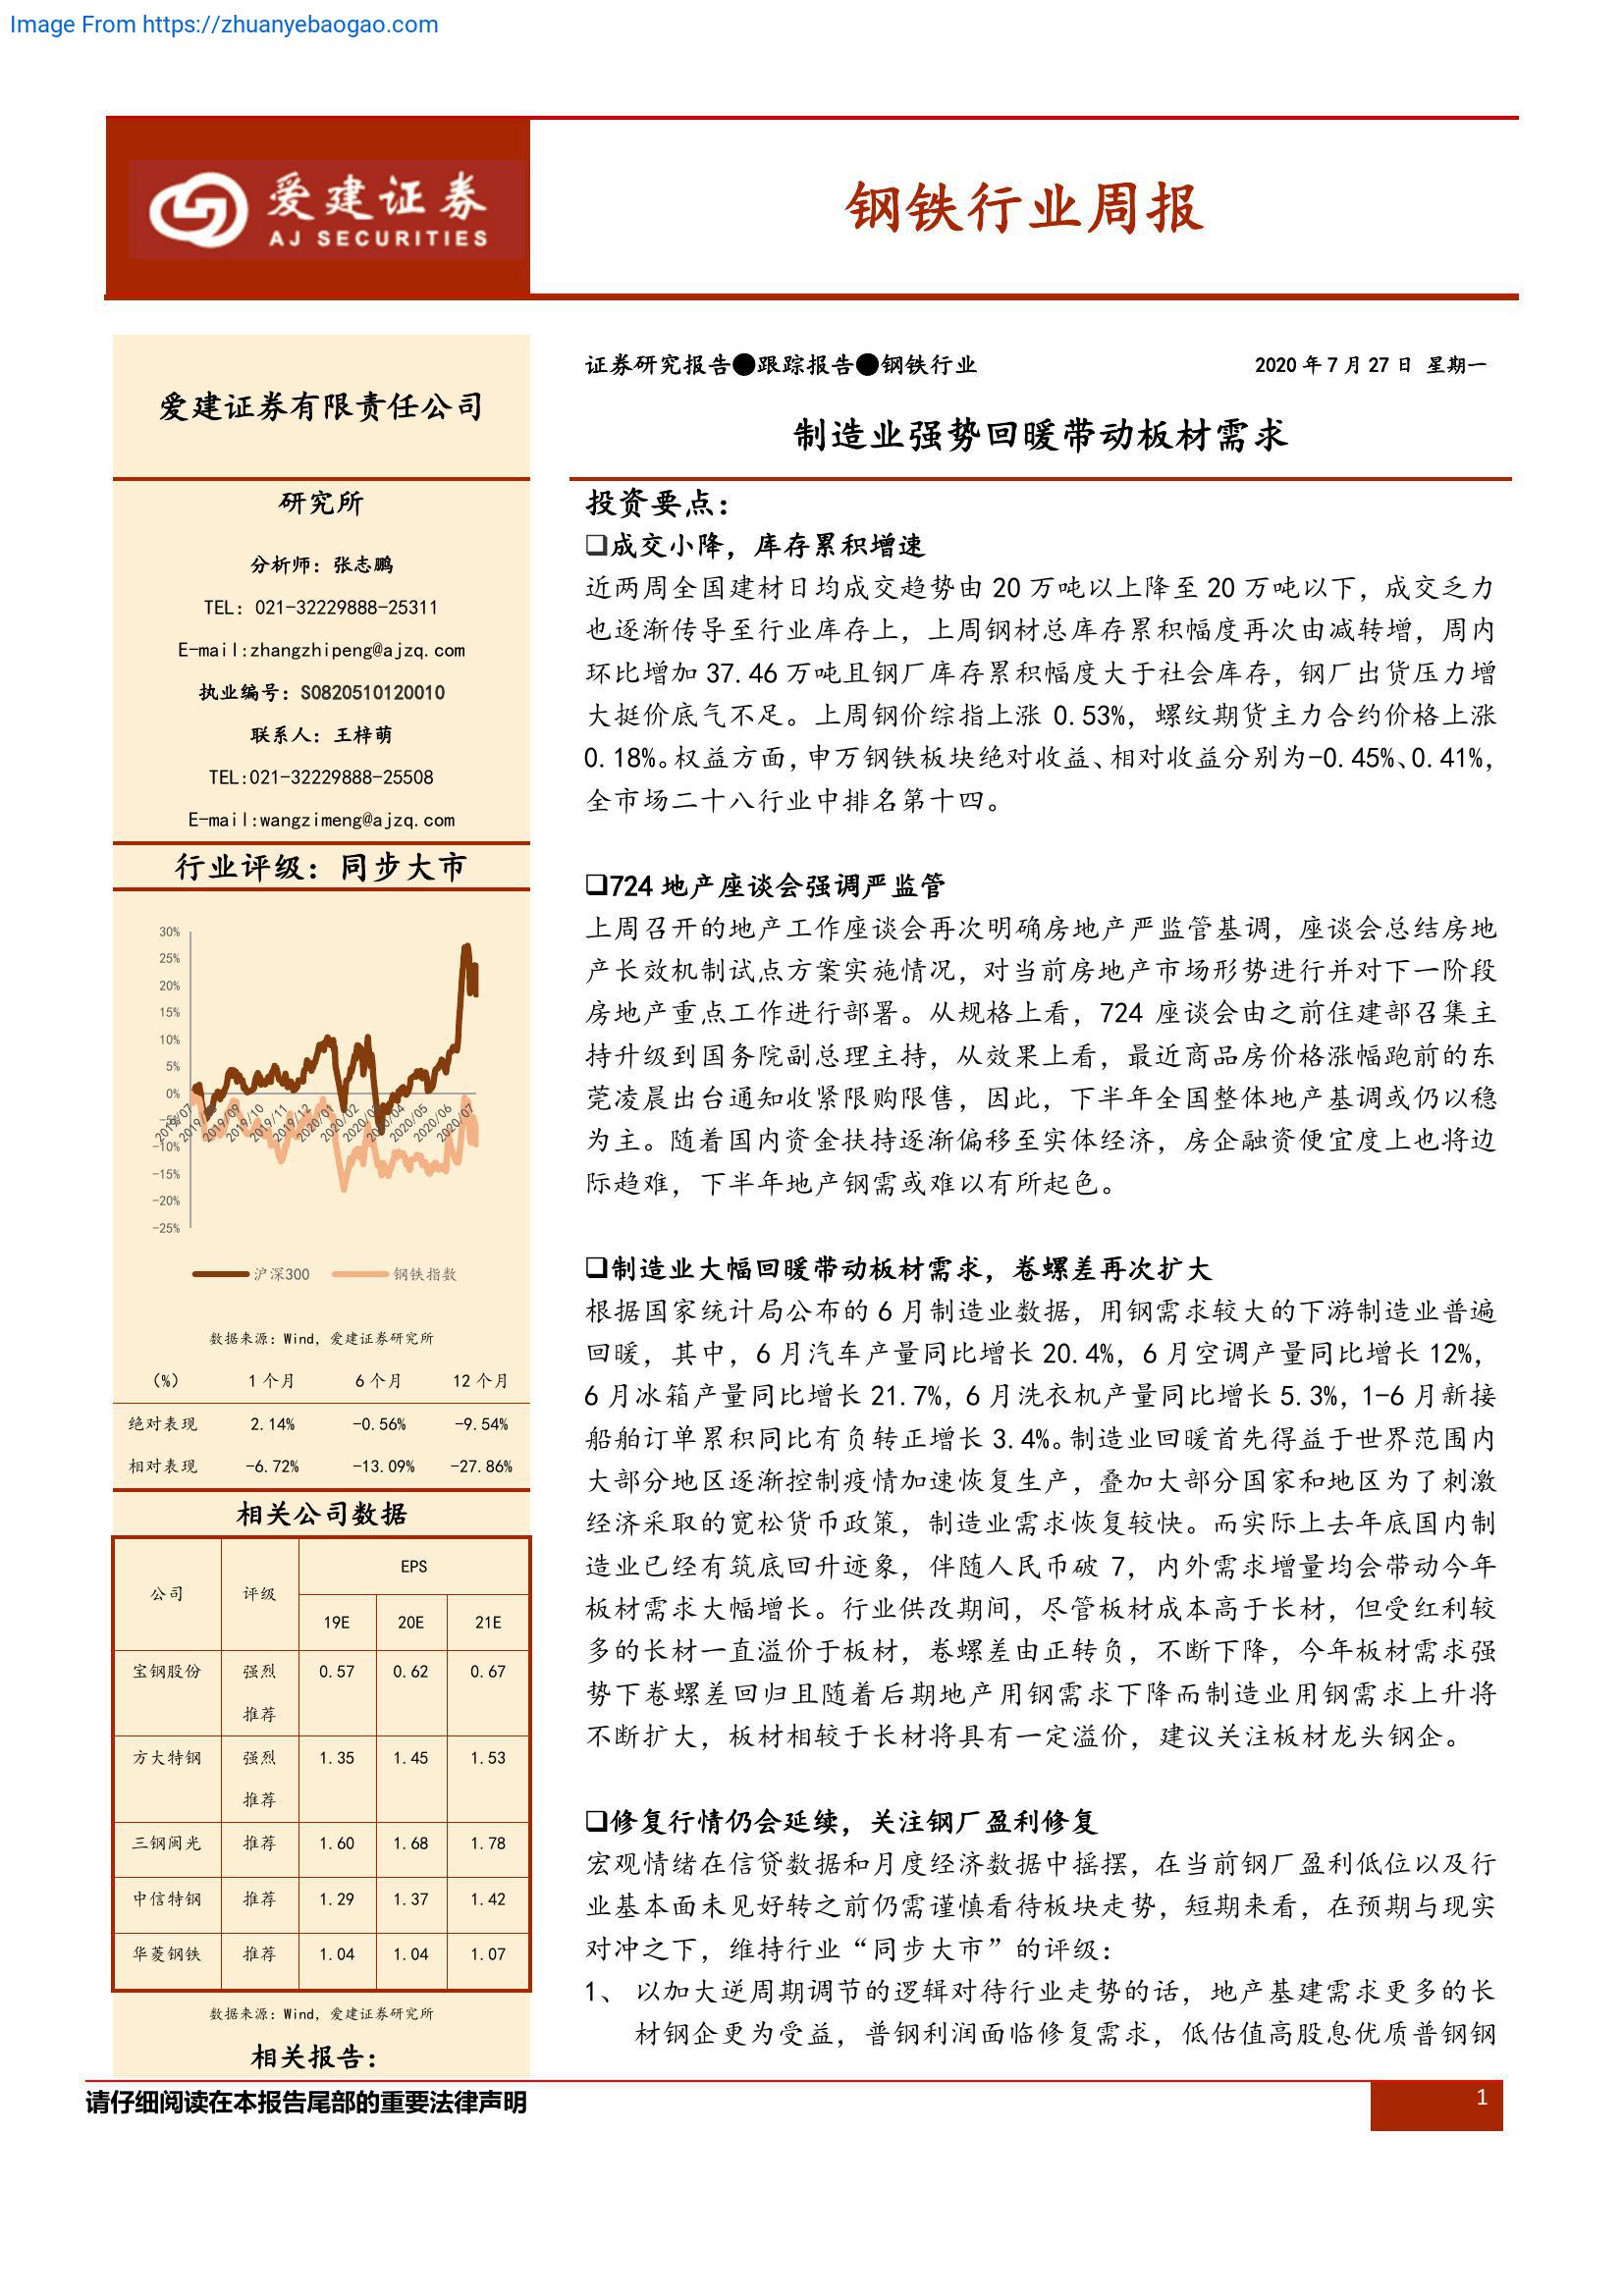 Image From https://zhuanyebaogao.com
爱建证券
AJ SECURITIES
钢铁行业周报
爱建证券有限责任公司
研究所
分析师：张志鹏
TEL：021-32229888-25311
E-mail:zhangzhipeng@ajzq.com
执业编号：S0820510120010
联系人：王梓萌
TEL:021-32229888-25508
E-mail:wangzimeng@ajzq.com
行业评级：同步大市
30%
25%
20%
15%
10%
5%
0%
-5%
-10%
-15%
-20%
-25%
2019/07
2019/09
2019/10
2019/11
2019/12
2020/01
2020/02
2020/04
2020/05
2020/06
2020/07
沪深300 钢铁指数
数据来源：Wind，爱建证券研究所
(%) 1个月 6个月 12个月
绝对表现 2.14% -0.56% -9.54%
相对表现 -6.72% -13.09% -27.86%
相关公司数据
公司 评级 EPS
19E 20E 21E
宝钢股份 强烈 0.57 0.62 0.67
推荐
方大特钢 强烈 1.35 1.45 1.53
推荐
三钢闽光 推荐 1.60 1.68 1.78
中信特钢 推荐 1.29 1.37 1.42
华菱钢铁 推荐 1.04 1.04 1.07
数据来源：Wind，爱建证券研究所
相关报告：
证券研究报告●跟踪报告●钢铁行业 2020年7月27日 星期一
制造业强势回暖带动板材需求
投资要点：
❑成交小降，库存累积增速
近两周全国建材日均成交趋势由 20 万吨以上降至 20 万吨以下，成交乏力
也逐渐传导至行业库存上，上周钢材总库存累积幅度再次由减转增，周内
环比增加 37.46 万吨且钢厂库存累积幅度大于社会库存，钢厂出货压力增
大挺价底气不足。上周钢价综指上涨 0.53%，螺纹期货主力合约价格上涨
0.18%。权益方面，申万钢铁板块绝对收益、相对收益分别为-0.45%、0.41%，
全市场二十八行业中排名第十四。
❑724 地产座谈会强调严监管
上周召开的地产工作座谈会再次明确房地产严监管基调，座谈会总结房地
产长效机制试点方案实施情况，对当前房地产市场形势进行并对下一阶段
房地产重点工作进行部署。从规格上看，724 座谈会由之前住建部召集主
持升级到国务院副总理主持，从效果上看，最近商品房价格涨幅跑前的东
莞凌晨出台通知收紧限购限售，因此，下半年全国整体地产基调或仍以稳
为主。随着国内资金扶持逐渐偏移至实体经济，房企融资便宜度上也将边
际趋难，下半年地产钢需或难以有所起色。
❑制造业大幅回暖带动板材需求，卷螺差再次扩大
根据国家统计局公布的 6 月制造业数据，用钢需求较大的下游制造业普遍
回暖，其中，6 月汽车产量同比增长 20.4%，6 月空调产量同比增长 12%，
6 月冰箱产量同比增长 21.7%，6 月洗衣机产量同比增长 5.3%，1-6 月新接
船舶订单累积同比有负转正增长 3.4%。制造业回暖首先得益于世界范围内
大部分地区逐渐控制疫情加速恢复生产，叠加大部分国家和地区为了刺激
经济采取的宽松货币政策，制造业需求恢复较快。而实际上去年底国内制
造业已经有筑底回升迹象，伴随人民币破 7，内外需求增量均会带动今年
板材需求大幅增长。行业供改期间，尽管板材成本高于长材，但受红利较
多的长材一直溢价于板材，卷螺差由正转负，不断下降，今年板材需求强
势下卷螺差回归且随着后期地产用钢需求下降而制造业用钢需求上升将
不断扩大，板材相较于长材将具有一定溢价，建议关注板材龙头钢企。
❑修复行情仍会延续，关注钢厂盈利修复
宏观情绪在信贷数据和月度经济数据中摇摆，在当前钢厂盈利低位以及行
业基本面未见好转之前仍需谨慎看待板块走势，短期来看，在预期与现实
对冲之下，维持行业“同步大市”的评级：
1、 以加大逆周期调节的逻辑对待行业走势的话，地产基建需求更多的长
材钢企更为受益，普钢利润面临修复需求，低估值高股息优质普钢钢
请仔细阅读在本报告尾部的重要法律声明 1